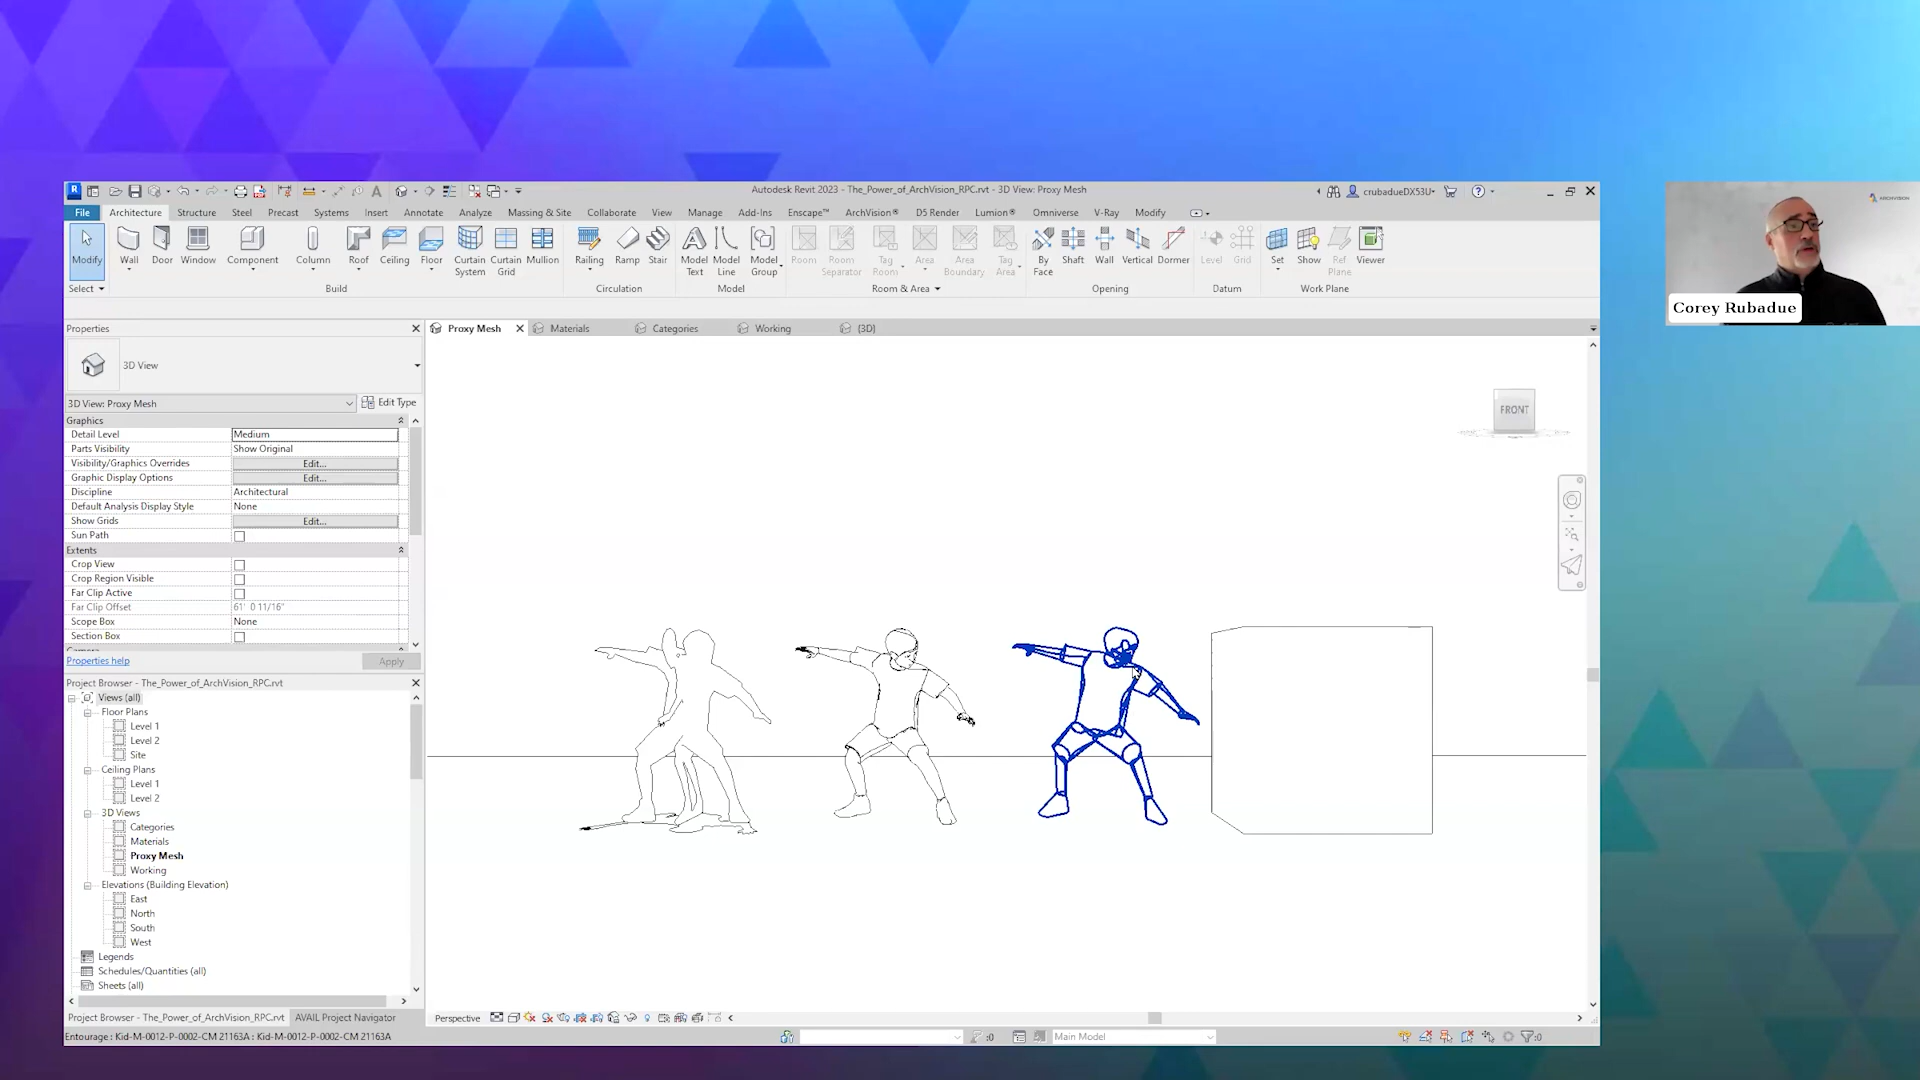 Autodesk Revit 2023 - The_Power_of_ArchVision_RPC.rvt - 3D View: Proxy Mesh
crubadueDX53U
File Architecture Structure Steel Precast Systems Insert Annotate Analyze Massing & Site Collaborate View Manage Add-Ins Enscape™ ArchVision® D5 Render Lumion® Omniverse V-Ray Modify
Modify Wall Door Window Component Column Roof Ceiling Floor Curtain System Curtain Grid Mullion Railing Ramp Stair Model Text Model Line Model Group Room Room Separator Tag Room Area Area Boundary Tag Area By Face Shaft Wall Vertical Dormer Level Grid Set Show Ref Plane Viewer
Select Build Circulation Model Room & Area Opening Datum Work Plane
ARCHVISION
Corey Rubadue
Properties
Proxy Mesh Materials Categories Working {3D}
3D View
3D View: Proxy Mesh Edit Type
Graphics
Detail Level Medium
Parts Visibility Show Original
Visibility/Graphics Overrides Edit...
Graphic Display Options Edit...
Discipline Architectural
Default Analysis Display Style None
Show Grids Edit...
Sun Path
Extents
Crop View
Crop Region Visible
Far Clip Active
Far Clip Offset 61' 0 11/16"
Scope Box None
Section Box
Properties help Apply
FRONT
Project Browser - The_Power_of_ArchVision_RPC.rvt
Views (all)
Floor Plans
Level 1
Level 2
Site
Ceiling Plans
Level 1
Level 2
3D Views
Categories
Materials
Proxy Mesh
Working
Elevations (Building Elevation)
East
North
South
West
Legends
Schedules/Quantities (all)
Sheets (all)
Project Browser - The_Power_of_ArchVision_RPC.rvt AVAIL Project Navigator
Perspective
Entourage : Kid-M-0012-P-0002-CM 21163A : Kid-M-0012-P-0002-CM 21163A
:0
Main Model
:0